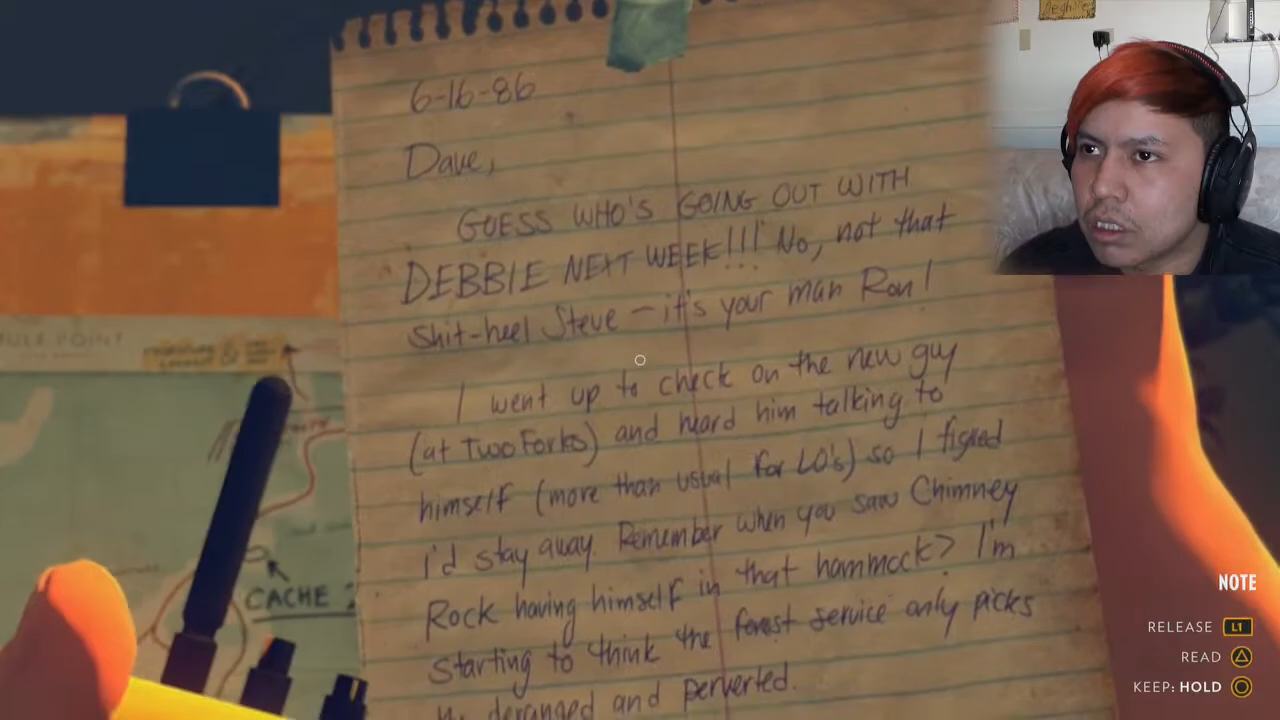 6-16-86
Dave,
GUESS WHO'S GOING OUT WITH
DEBBIE NEXT WEEK!!! No, not that
shit-heel Steve - it's your man Ron!
I went up to check on the new guy
(at Two Forks) and heard him talking to
himself (more than usual for LO's) so I figred
i'd stay away. Remember when you saw Chimney
Rock having himself in that hammock? I'm
starting to think the forest service only picks
deranged and perverted.
CACHE 2
NOTE
RELEASE L1
READ
KEEP: HOLD